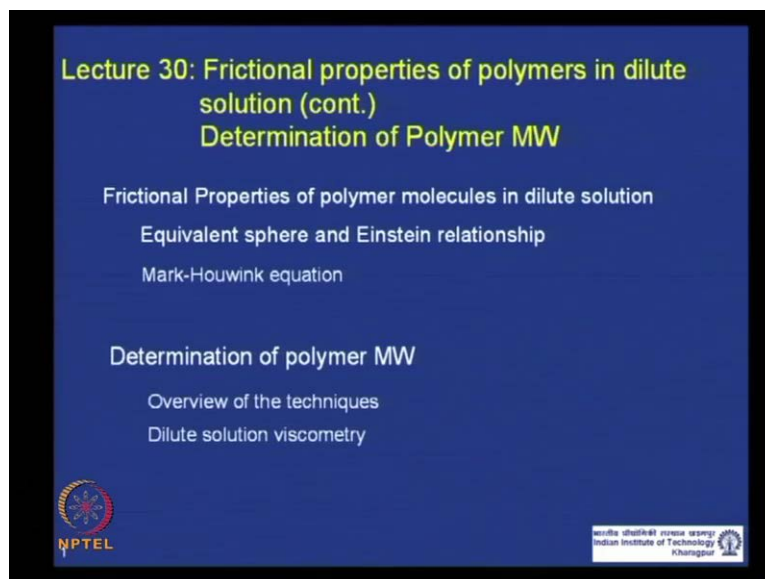 Lecture 30: Frictional properties of polymers in dilute
solution (cont.)
Determination of Polymer MW
Frictional Properties of polymer molecules in dilute solution
Equivalent sphere and Einstein relationship
Mark-Houwink equation
Determination of polymer MW
Overview of the techniques
Dilute solution viscometry
NPTEL
Indian Institute of Technology
Kharagpur